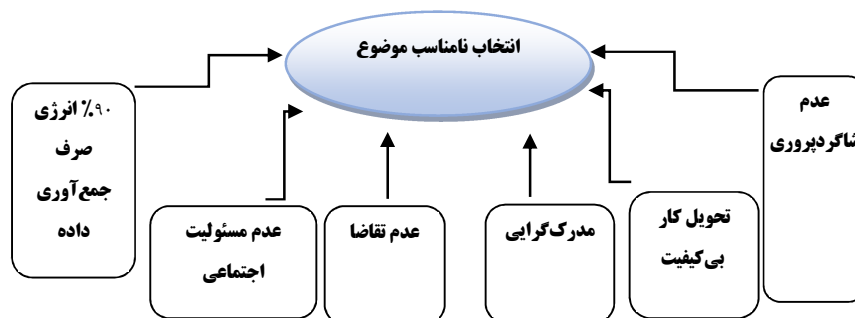 انتخاب نامناسب موضوع
عدم
شاگردپروری
تحویل کار
بی‌کیفیت
مدرک‌گرایی
عدم تقاضا
عدم مسئولیت
اجتماعی
۹۰٪ انرژی
صرف
جمع‌آوری
داده